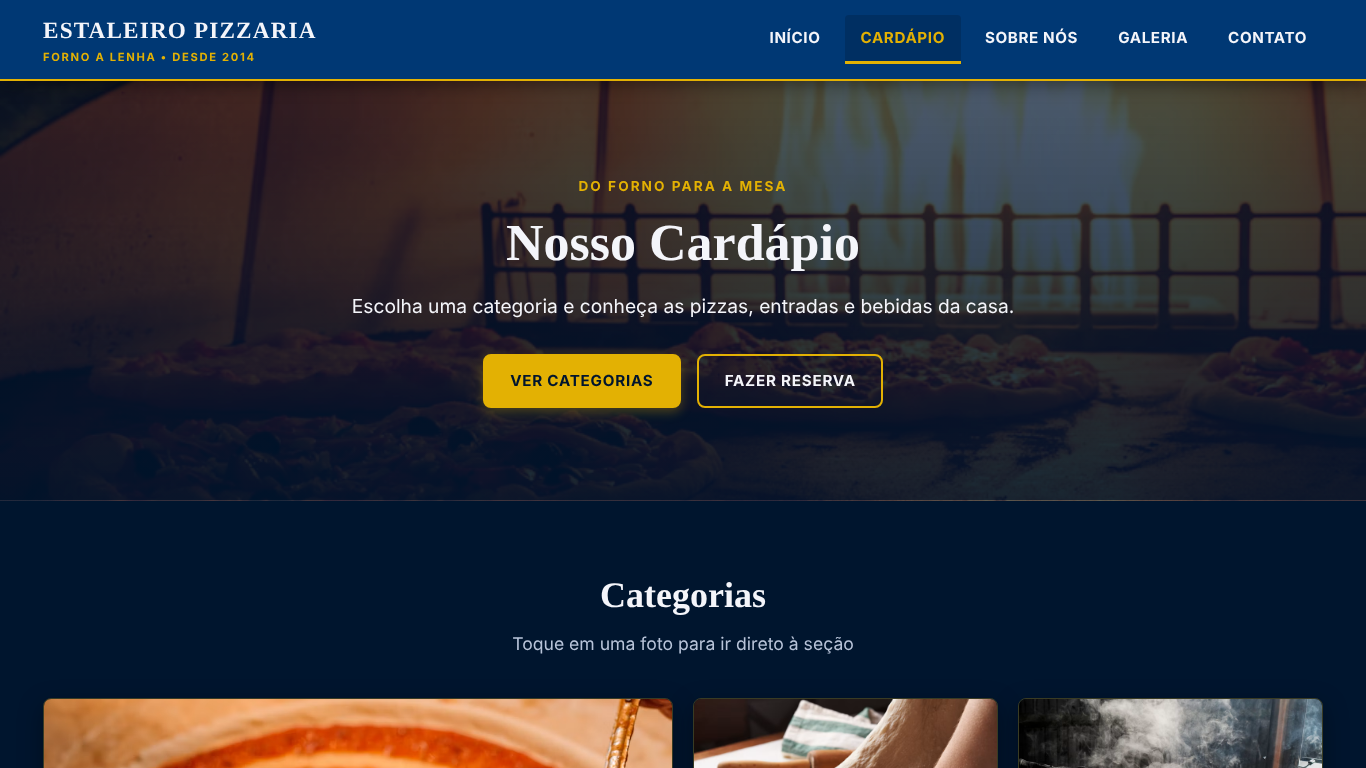 ESTALEIRO PIZZARIA
FORNO A LENHA • DESDE 2014
INÍCIO CARDÁPIO SOBRE NÓS GALERIA CONTATO
DO FORNO PARA A MESA
Nosso Cardápio
Escolha uma categoria e conheça as pizzas, entradas e bebidas da casa.
VER CATEGORIAS FAZER RESERVA
Categorias
Toque em uma foto para ir direto à seção